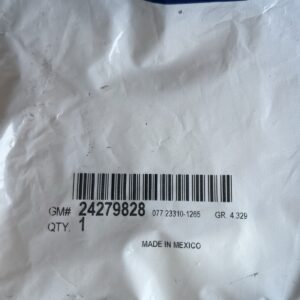 GM# 24279828 077 23310-1265 GR. 4.329
QTY. 1
MADE IN MEXICO